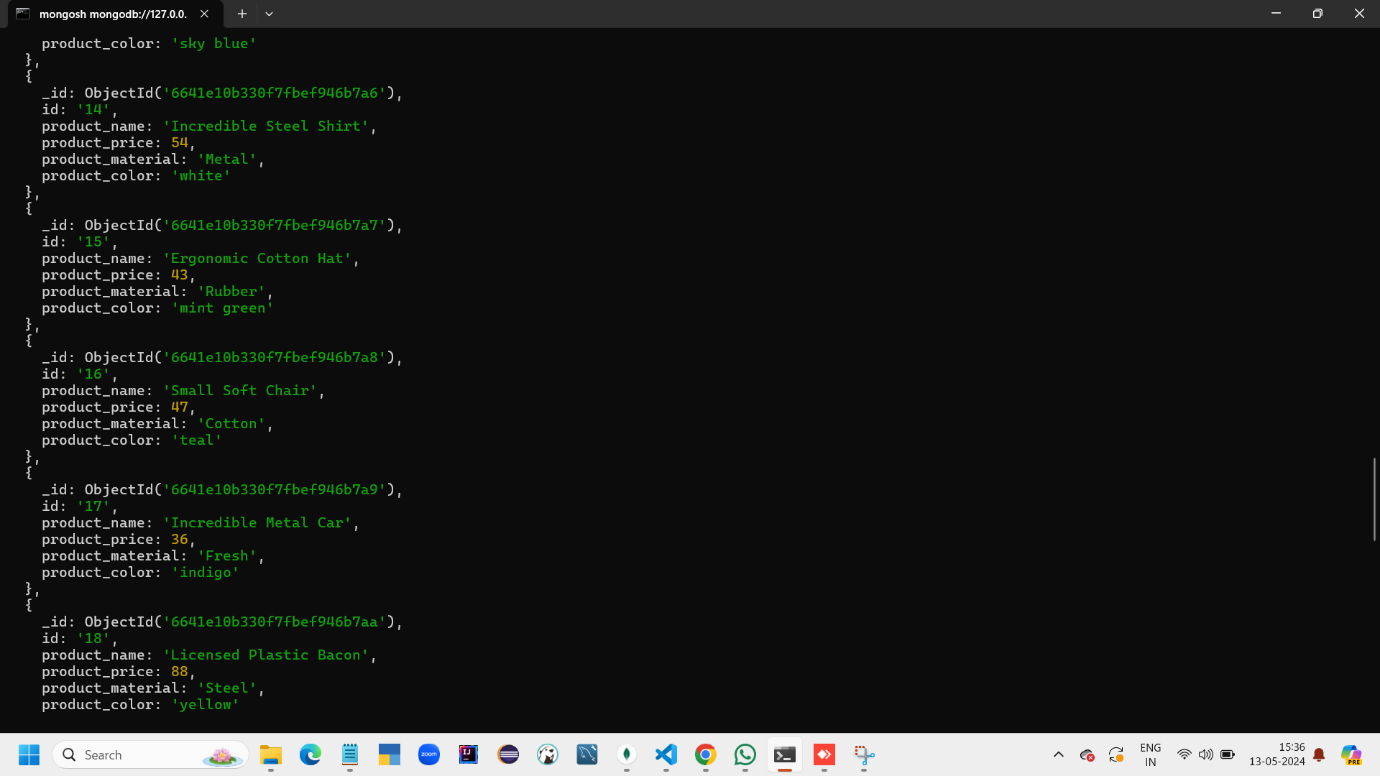 mongosh mongodb://127.0.0.
product_color: 'sky blue'
},
{
_id: ObjectId('6641e10b330f7fbef946b7a6'),
id: '14',
product_name: 'Incredible Steel Shirt',
product_price: 54,
product_material: 'Metal',
product_color: 'white'
},
{
_id: ObjectId('6641e10b330f7fbef946b7a7'),
id: '15',
product_name: 'Ergonomic Cotton Hat',
product_price: 43,
product_material: 'Rubber',
product_color: 'mint green'
},
{
_id: ObjectId('6641e10b330f7fbef946b7a8'),
id: '16',
product_name: 'Small Soft Chair',
product_price: 47,
product_material: 'Cotton',
product_color: 'teal'
},
{
_id: ObjectId('6641e10b330f7fbef946b7a9'),
id: '17',
product_name: 'Incredible Metal Car',
product_price: 36,
product_material: 'Fresh',
product_color: 'indigo'
},
{
_id: ObjectId('6641e10b330f7fbef946b7aa'),
id: '18',
product_name: 'Licensed Plastic Bacon',
product_price: 88,
product_material: 'Steel',
product_color: 'yellow'
Search
zoom
IJ
ENG
IN
15:36
13-05-2024
PRE